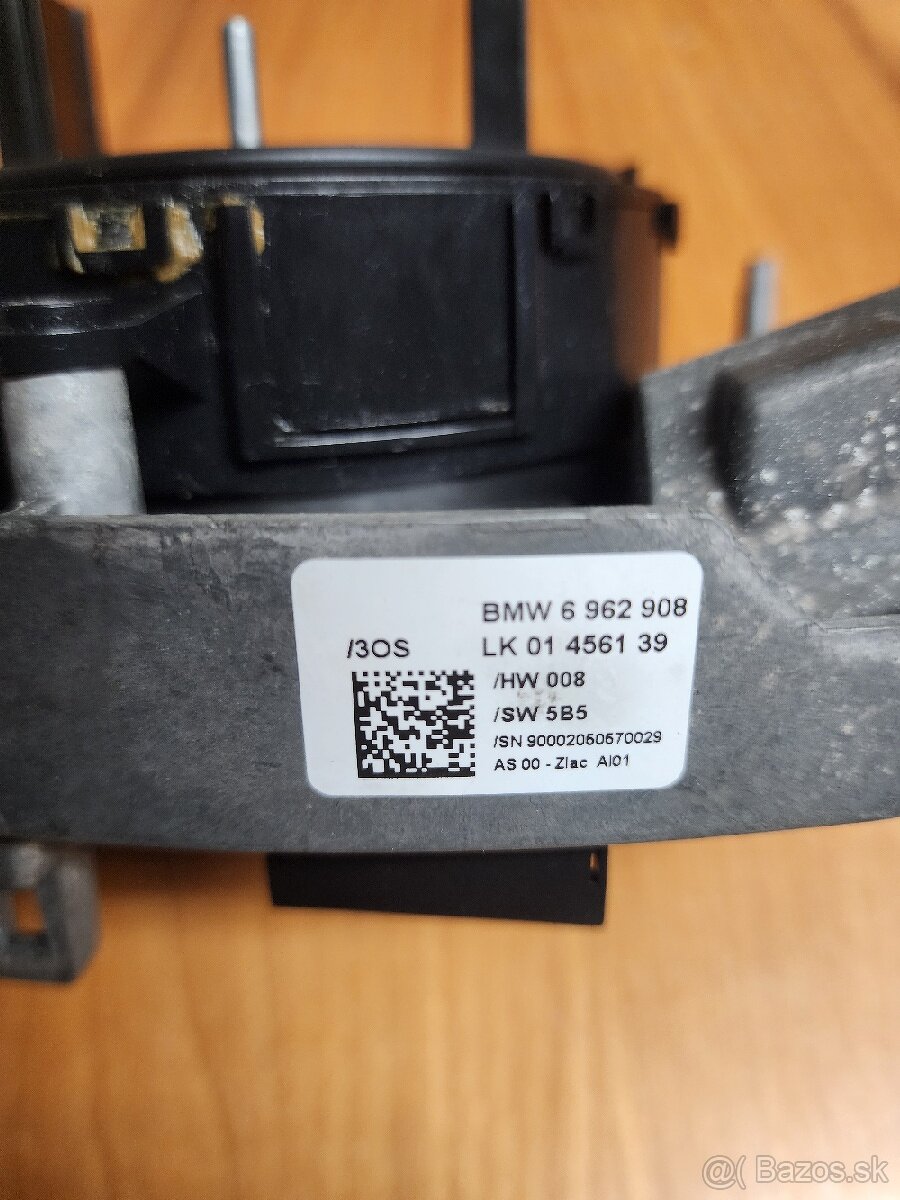 BMW 6 962 908
/3OS LK 01 4561 39
/HW 008
/SW 5B5
/SN 90002060670029
AS 00 - Zlac AI01
@( Bazos.sk